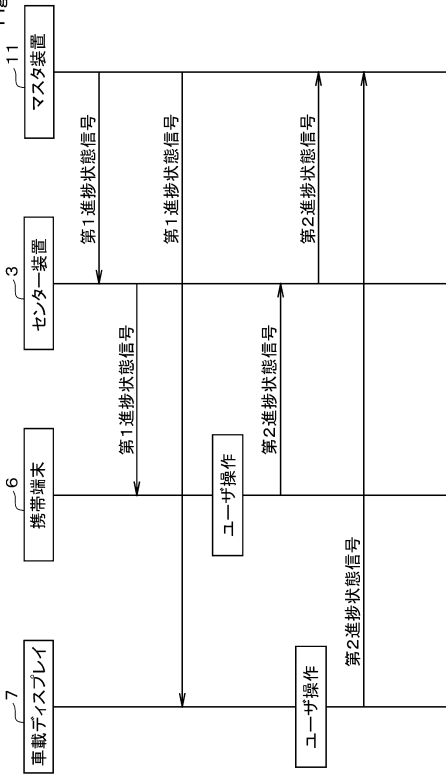 Fig
7
6
3
11
車載ディスプレイ
携帯端末
センター装置
マスタ装置
第1進捗状態信号
第1進捗状態信号
第1進捗状態信号
ユーザ操作
第2進捗状態信号
第2進捗状態信号
ユーザ操作
第2進捗状態信号